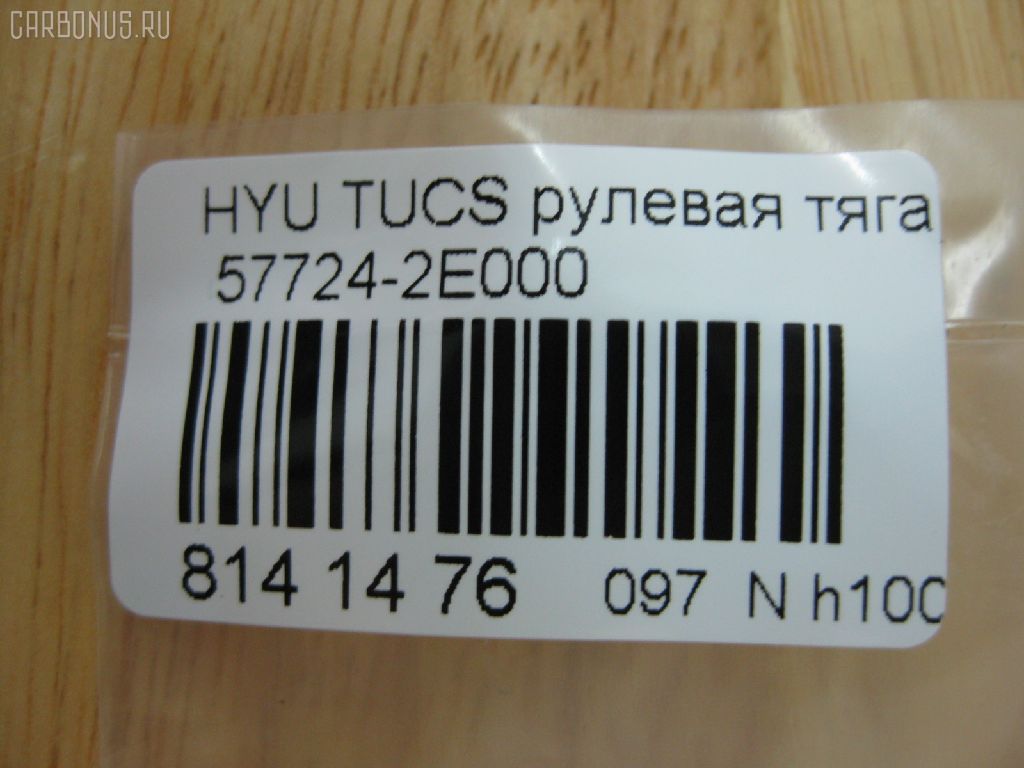 CARBONUS.RU
HYU TUCS рулевая тяга
57724-2E000
814 14 76 097 N h100